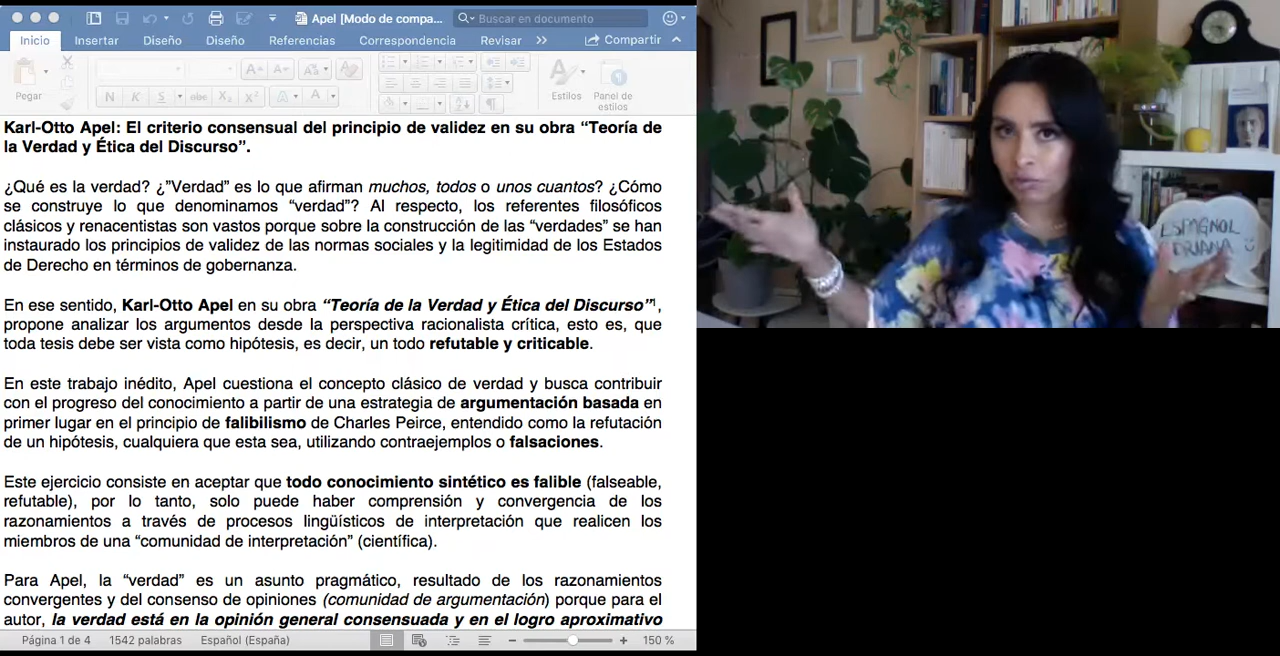 Apel [Modo de compa...
Buscar en documento
Inicio Insertar Diseño Diseño Referencias Correspondencia Revisar Compartir
Pegar
N K S abc X₂ X²
Estilos Panel de
estilos
Karl-Otto Apel: El criterio consensual del principio de validez en su obra “Teoría de
la Verdad y Ética del Discurso”.
¿Qué es la verdad? ¿”Verdad” es lo que afirman muchos, todos o unos cuantos? ¿Cómo
se construye lo que denominamos “verdad”? Al respecto, los referentes filosóficos
clásicos y renacentistas son vastos porque sobre la construcción de las “verdades” se han
instaurado los principios de validez de las normas sociales y la legitimidad de los Estados
de Derecho en términos de gobernanza.
En ese sentido, Karl-Otto Apel en su obra “Teoría de la Verdad y Ética del Discurso”¹,
propone analizar los argumentos desde la perspectiva racionalista crítica, esto es, que
toda tesis debe ser vista como hipótesis, es decir, un todo refutable y criticable.
En este trabajo inédito, Apel cuestiona el concepto clásico de verdad y busca contribuir
con el progreso del conocimiento a partir de una estrategia de argumentación basada en
primer lugar en el principio de falibilismo de Charles Peirce, entendido como la refutación
de un hipótesis, cualquiera que esta sea, utilizando contraejemplos o falsaciones.
Este ejercicio consiste en aceptar que todo conocimiento sintético es falible (falseable,
refutable), por lo tanto, solo puede haber comprensión y convergencia de los
razonamientos a través de procesos lingüísticos de interpretación que realicen los
miembros de una “comunidad de interpretación” (científica).
Para Apel, la “verdad” es un asunto pragmático, resultado de los razonamientos
convergentes y del consenso de opiniones (comunidad de argumentación) porque para el
autor, la verdad está en la opinión general consensuada y en el logro aproximativo
Página 1 de 4 1542 palabras Español (España) 150 %
ESPAGNOL
DRIANA